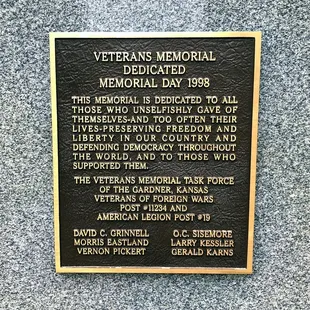 VETERANS MEMORIAL
DEDICATED
MEMORIAL DAY 1998
THIS MEMORIAL IS DEDICATED TO ALL
THOSE WHO UNSELFISHLY GAVE OF
THEMSELVES-AND TOO OFTEN THEIR
LIVES-PRESERVING FREEDOM AND
LIBERTY IN OUR COUNTRY AND
DEFENDING DEMOCRACY THROUGHOUT
THE WORLD, AND TO THOSE WHO
SUPPORTED THEM.
THE VETERANS MEMORIAL TASK FORCE
OF THE GARDNER, KANSAS
VETERANS OF FOREIGN WARS
POST #11234 AND
AMERICAN LEGION POST #19
DAVID C. GRINNELL O.C. SISEMORE
MORRIS EASTLAND LARRY KESSLER
VERNON PICKERT GERALD KARNS